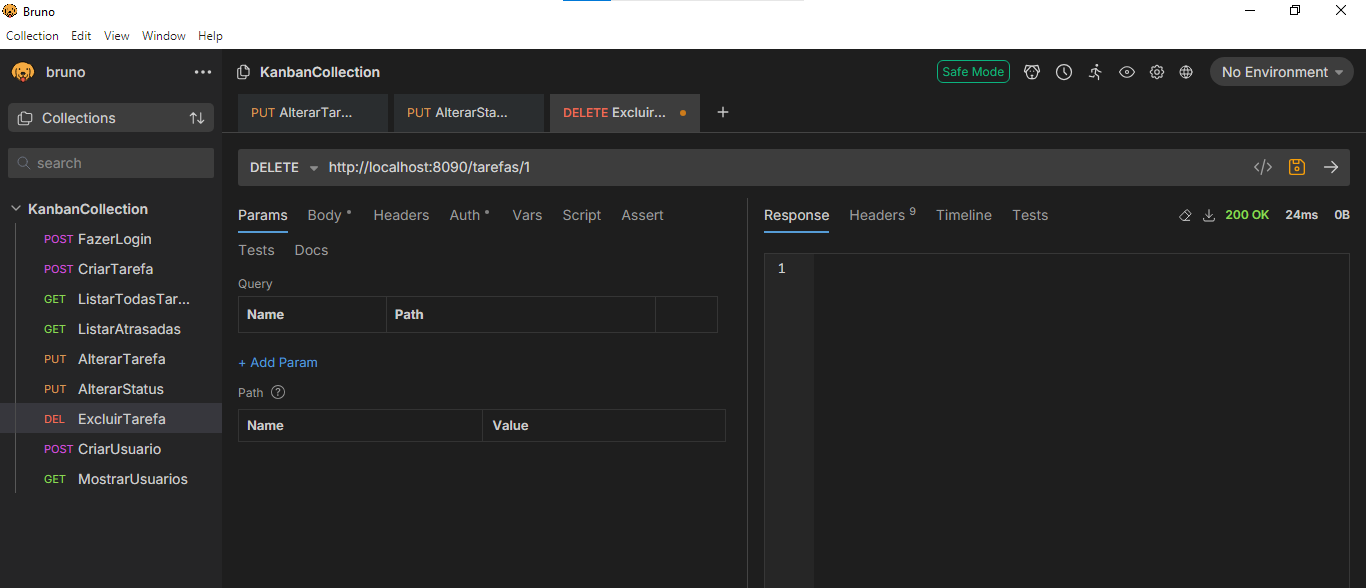 Bruno
Collection Edit View Window Help
bruno
Collections
search
KanbanCollection
POST FazerLogin
POST CriarTarefa
GET ListarTodasTar...
GET ListarAtrasadas
PUT AlterarTarefa
PUT AlterarStatus
DEL ExcluirTarefa
POST CriarUsuario
GET MostrarUsuarios
KanbanCollection
Safe Mode
No Environment
PUT AlterarTar...
PUT AlterarSta...
DELETE Excluir...
DELETE http://localhost:8090/tarefas/1
Params Body Headers Auth Vars Script Assert
Tests Docs
Query
Name Path
+ Add Param
Path ?
Name Value
Response Headers 9 Timeline Tests
200 OK 24ms 0B
1